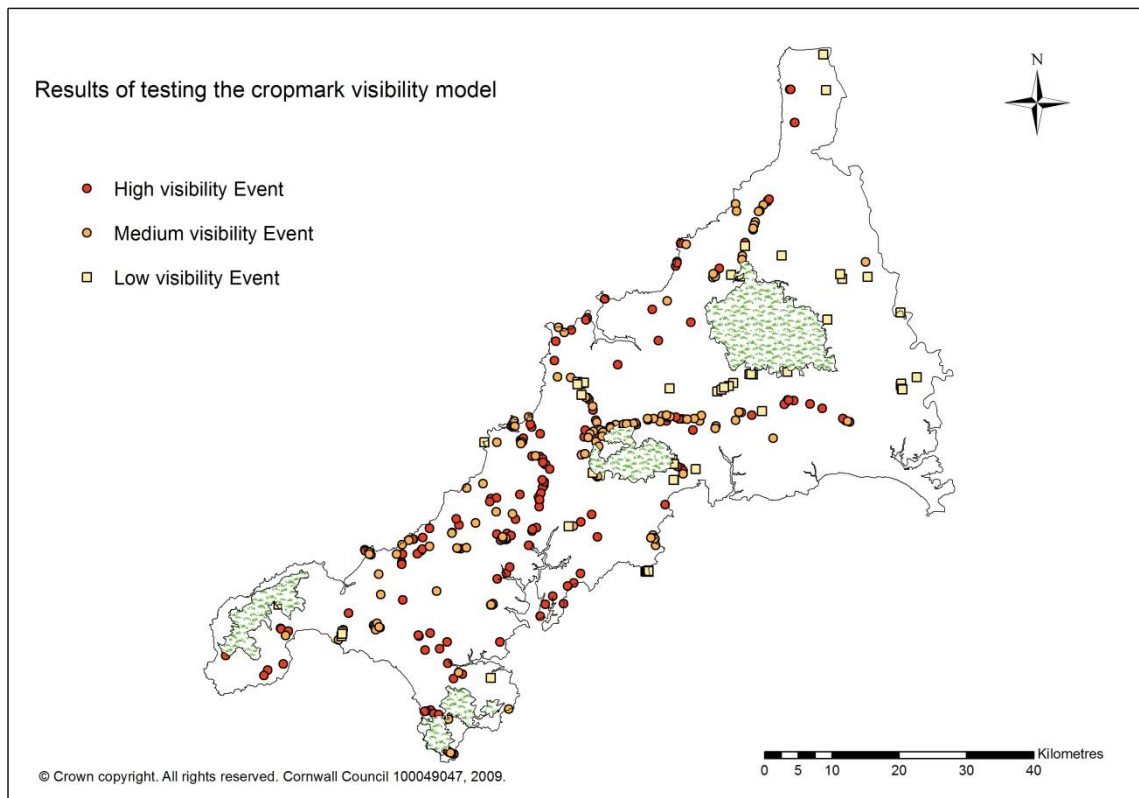 N
Results of testing the cropmark visibility model
High visibility Event
Medium visibility Event
Low visibility Event
Kilometres
0 5 10 20 30 40
© Crown copyright. All rights reserved. Cornwall Council 100049047, 2009.